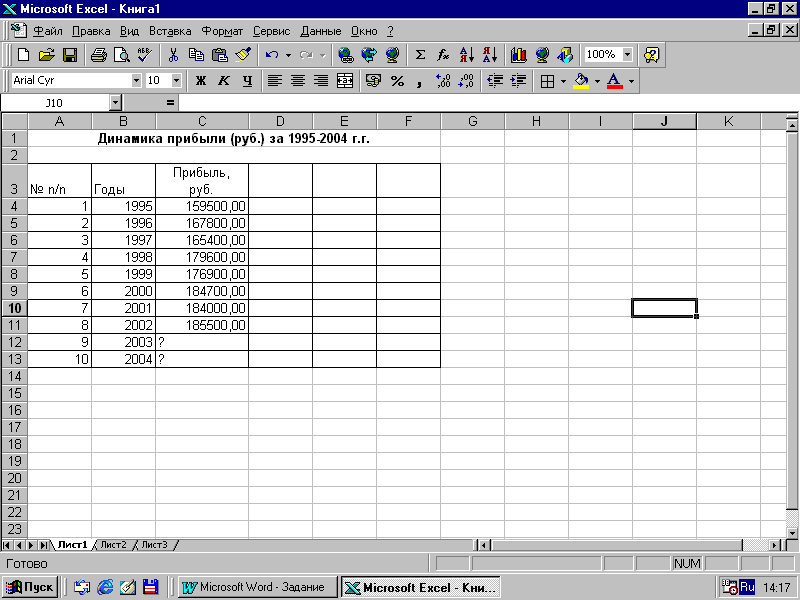 Microsoft Excel - Книга1
Файл Правка Вид Вставка Формат Сервис Данные Окно ?
100%
Arial Cyr 10 Ж К Ч % ,
J10 =
A B C D E F G H I J K
1 Динамика прибыли (руб.) за 1995-2004 г.г.
2
3 № п/п Годы Прибыль, руб.
4 1 1995 159500,00
5 2 1996 167800,00
6 3 1997 165400,00
7 4 1998 179600,00
8 5 1999 176900,00
9 6 2000 184700,00
10 7 2001 184000,00
11 8 2002 185500,00
12 9 2003 ?
13 10 2004 ?
14
15
16
17
18
19
20
21
22
23
Лист1 Лист2 Лист3
Готово NUM
Пуск Microsoft Word - Задание Microsoft Excel - Кни... Ru 14:17